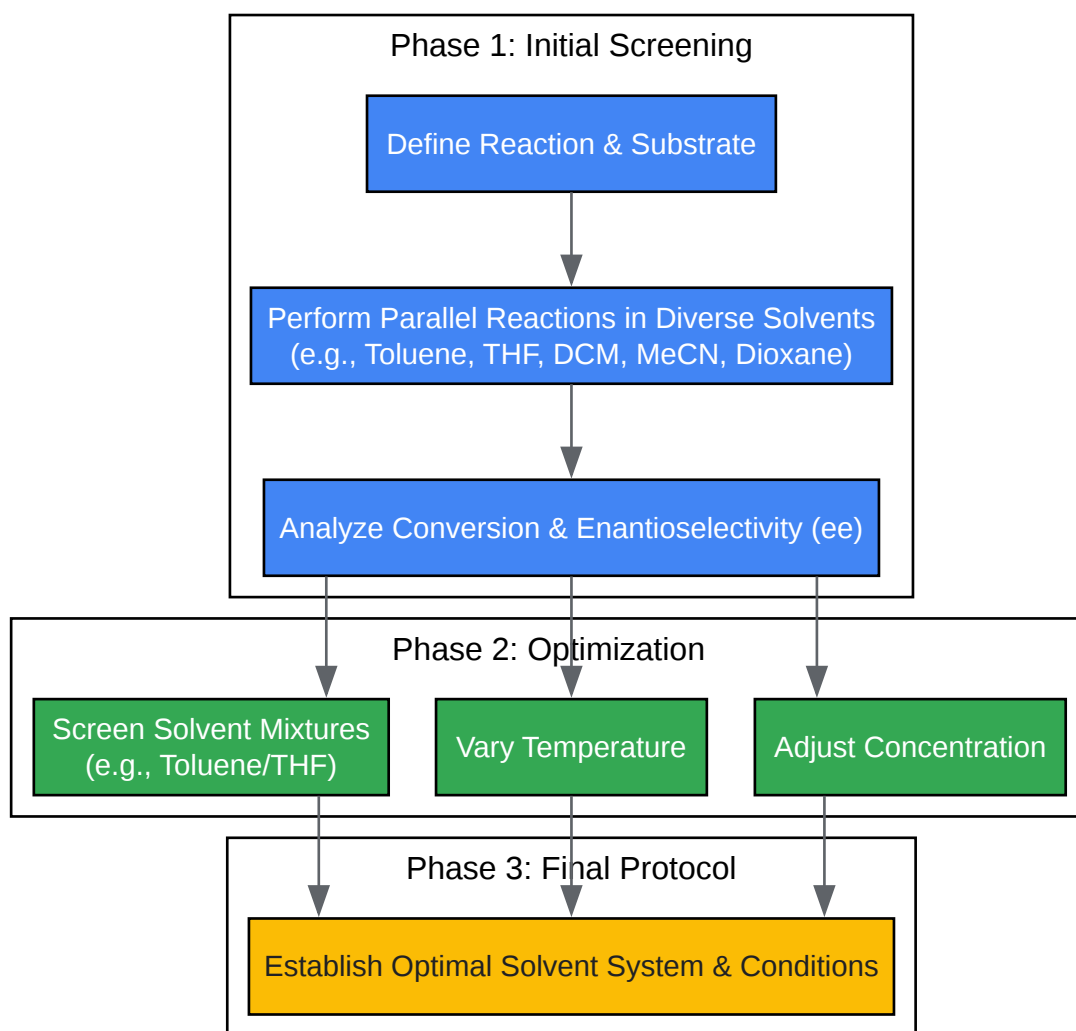 Phase 1: Initial Screening
Define Reaction & Substrate
Perform Parallel Reactions in Diverse Solvents
(e.g., Toluene, THF, DCM, MeCN, Dioxane)
Analyze Conversion & Enantioselectivity (ee)
Phase 2: Optimization
Screen Solvent Mixtures
(e.g., Toluene/THF)
Vary Temperature
Adjust Concentration
Phase 3: Final Protocol
Establish Optimal Solvent System & Conditions